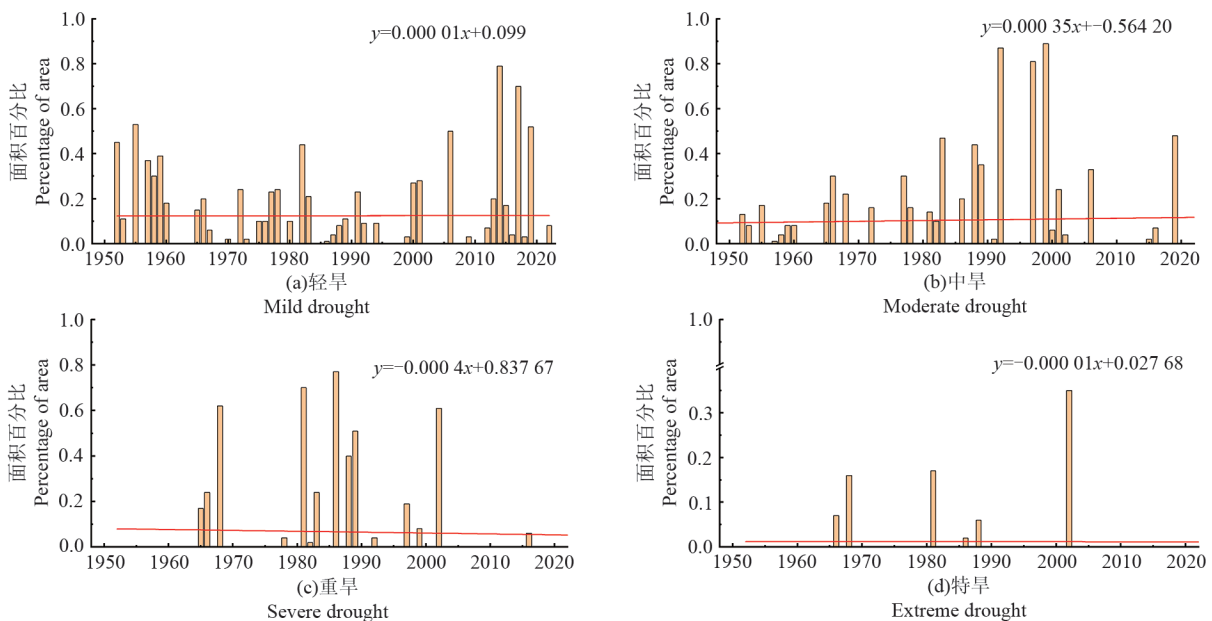 y=0.000 01x+0.099
面积百分比
Percentage of area
1.0
0.8
0.6
0.4
0.2
0.0
1950 1960 1970 1980 1990 2000 2010 2020
(a)轻旱
Mild drought
y=0.000 35x+−0.564 20
面积百分比
Percentage of area
1.0
0.8
0.6
0.4
0.2
0.0
1950 1960 1970 1980 1990 2000 2010 2020
(b)中旱
Moderate drought
y=−0.000 4x+0.837 67
面积百分比
Percentage of area
1.0
0.8
0.6
0.4
0.2
0.0
1950 1960 1970 1980 1990 2000 2010 2020
(c)重旱
Severe drought
y=−0.000 01x+0.027 68
面积百分比
Percentage of area
1.0
0.3
0.2
0.1
0.0
1950 1960 1970 1980 1990 2000 2010 2020
(d)特旱
Extreme drought